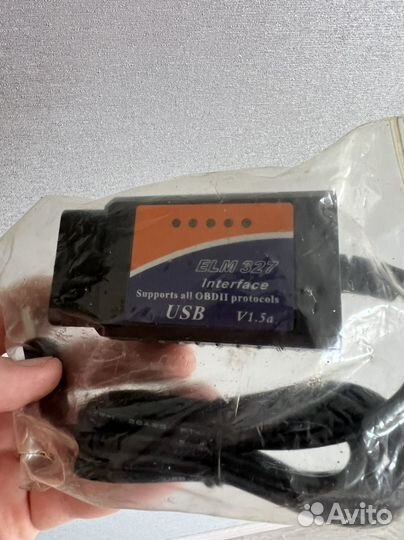 ELM 327
Interface
Supports all OBDII protocols
USB V1.5a
Avito